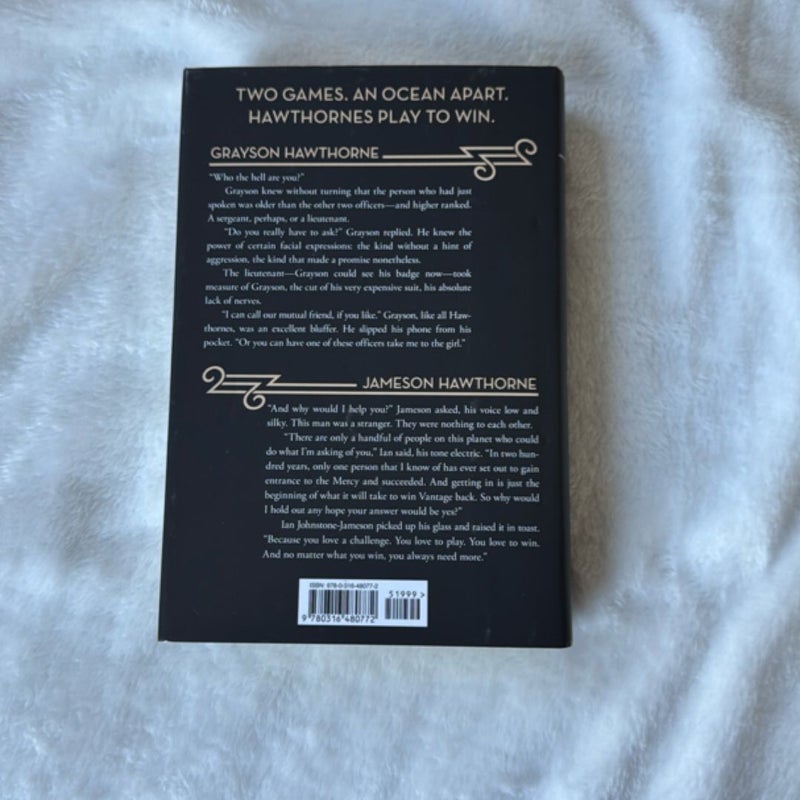 TWO GAMES. AN OCEAN APART.
HAWTHORNES PLAY TO WIN.
GRAYSON HAWTHORNE
"Who the hell are you?"
Grayson knew without turning that the person who had just
spoken was older than the other two officers—and higher ranked.
A sergeant, perhaps, or a lieutenant.
"Do you really have to ask?" Grayson replied. He knew the
power of certain facial expressions: the kind without a hint of
aggression, the kind that made a promise nonetheless.
The lieutenant—Grayson could see his badge now—took
measure of Grayson, the cut of his very expensive suit, his absolute
lack of nerves.
"I can call our mutual friend, if you like." Grayson, like all Haw-
thornes, was an excellent bluffer. He slipped his phone from his
pocket. "Or you can have one of these officers take me to the girl."
JAMESON HAWTHORNE
"And why would I help you?" Jameson asked, his voice low and
silky. This man was a stranger. They were nothing to each other.
"There are only a handful of people on this planet who could
do what I'm asking of you," Ian said, his tone electric. "In two hun-
dred years, only one person that I know of has ever set out to gain
entrance to the Mercy and succeeded. And getting in is just the
beginning of what it will take to win Vantage back. So why would
I hold out any hope your answer would be yes?"
Ian Johnstone-Jameson picked up his glass and raised it in toast.
"Because you love a challenge. You love to play. You love to win.
And no matter what you win, you always need more."
ISBN: 978-0-316-48077-2
51999 >
9 780316 480772